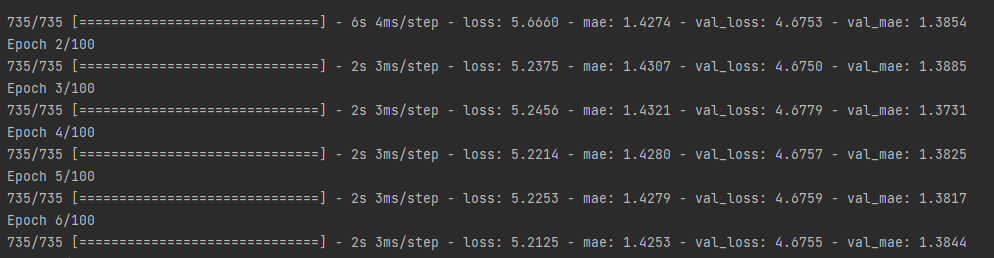 735/735 [==============================] - 6s 4ms/step - loss: 5.6660 - mae: 1.4274 - val_loss: 4.6753 - val_mae: 1.3854
Epoch 2/100
735/735 [==============================] - 2s 3ms/step - loss: 5.2375 - mae: 1.4307 - val_loss: 4.6750 - val_mae: 1.3885
Epoch 3/100
735/735 [==============================] - 2s 3ms/step - loss: 5.2456 - mae: 1.4321 - val_loss: 4.6779 - val_mae: 1.3731
Epoch 4/100
735/735 [==============================] - 2s 3ms/step - loss: 5.2214 - mae: 1.4280 - val_loss: 4.6757 - val_mae: 1.3825
Epoch 5/100
735/735 [==============================] - 2s 3ms/step - loss: 5.2253 - mae: 1.4279 - val_loss: 4.6759 - val_mae: 1.3817
Epoch 6/100
735/735 [==============================] - 2s 3ms/step - loss: 5.2125 - mae: 1.4253 - val_loss: 4.6755 - val_mae: 1.3844